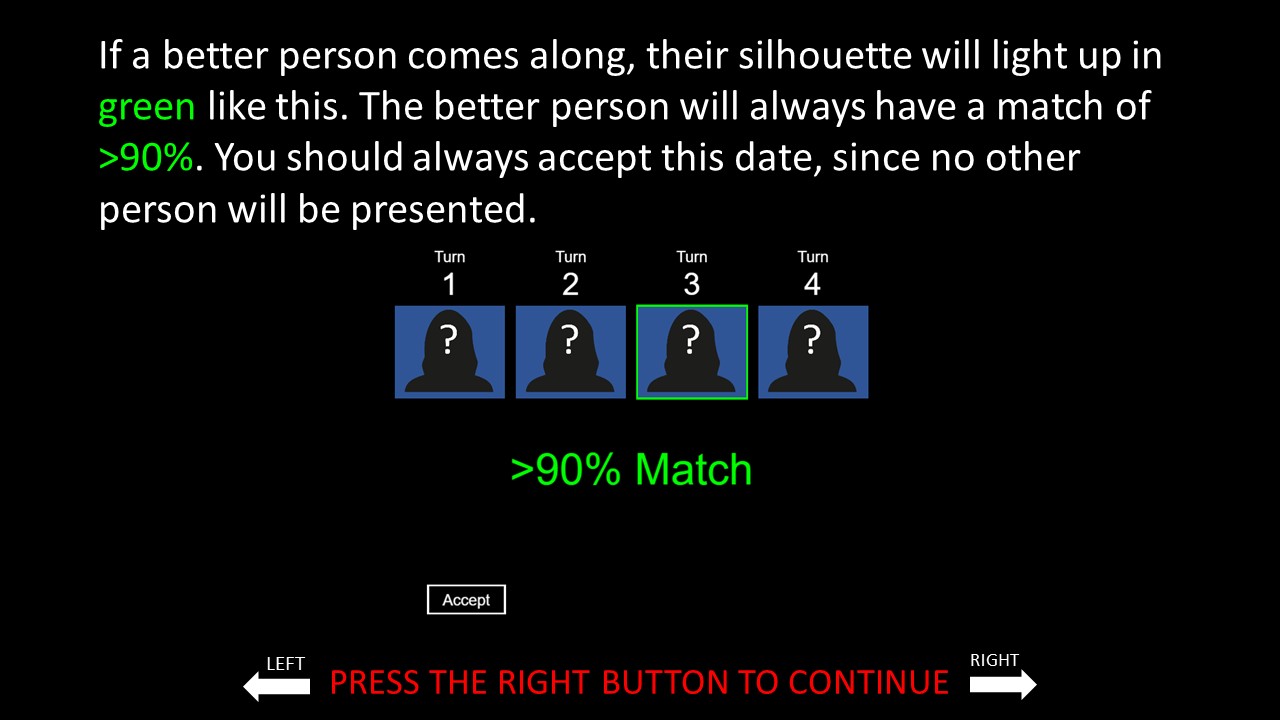 If a better person comes along, their silhouette will light up in
green like this. The better person will always have a match of
>90%. You should always accept this date, since no other
person will be presented.
Turn Turn Turn Turn
1 2 3 4
? ? ? ?
>90% Match
Accept
LEFT PRESS THE RIGHT BUTTON TO CONTINUE RIGHT